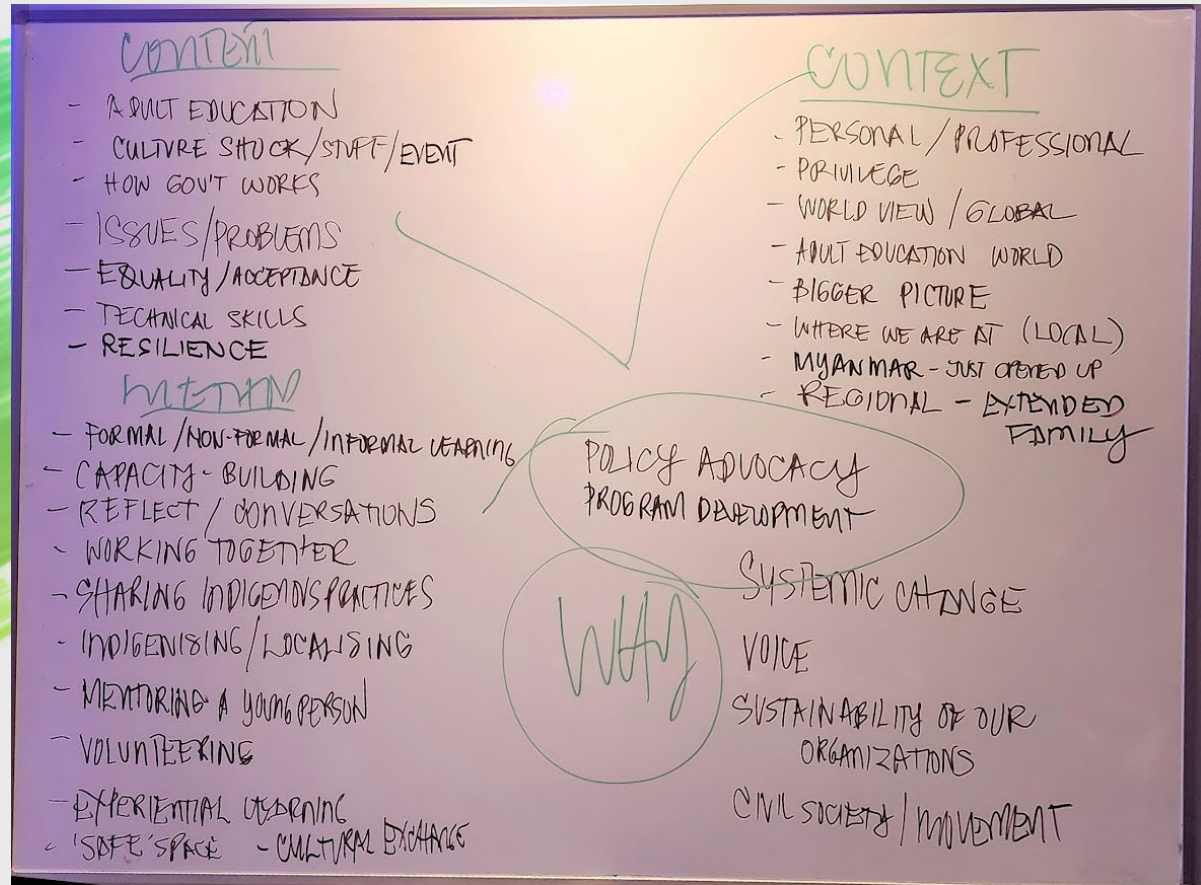 CONTENT
- ADULT EDUCATION
- CULTURE SHOCK/STUFF/EVENT
- HOW GOV'T WORKS
- ISSUES/PROBLEMS
- EQUALITY/ACCEPTANCE
- TECHNICAL SKILLS
- RESILIENCE
METHOD
- FORMAL/NON-FORMAL/INFORMAL LEARNING
- CAPACITY-BUILDING
- REFLECT/CONVERSATIONS
- WORKING TOGETHER
- SHARING INDIGENOUS PRACTICES
- INDIGENISING/LOCALISING
- MENTORING A YOUNG PERSON
- VOLUNTEERING
- EXPERIENTIAL LEARNING
- 'SAFE' SPACE - CULTURAL EXCHANGE
CONTEXT
- PERSONAL/PROFESSIONAL
- PRIVILEGE
- WORLD VIEW/GLOBAL
- ADULT EDUCATION WORLD
- BIGGER PICTURE
- WHERE WE ARE AT (LOCAL)
- MYANMAR - JUST OPENED UP
- REGIONAL - EXTENDED
FAMILY
POLICY ADVOCACY
PROGRAM DEVELOPMENT
WHY
SYSTEMIC CHANGE
VOICE
SUSTAINABILITY OF OUR
ORGANIZATIONS
CIVIL SOCIETY/MOVEMENT